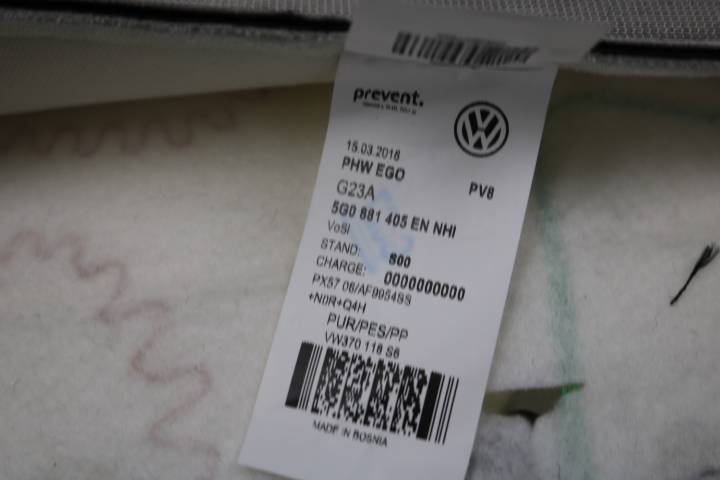 prevent.
15.03.2016
PHW EGO
PV8
G23A
5G0 881 405 EN NHI
VoSi
STAND: 800
CHARGE: 0000000000
PX57 06/AF9954SS
+N0R+Q4H
PUR/PES/PP
VW370 118 S6
MADE IN BOSNIA